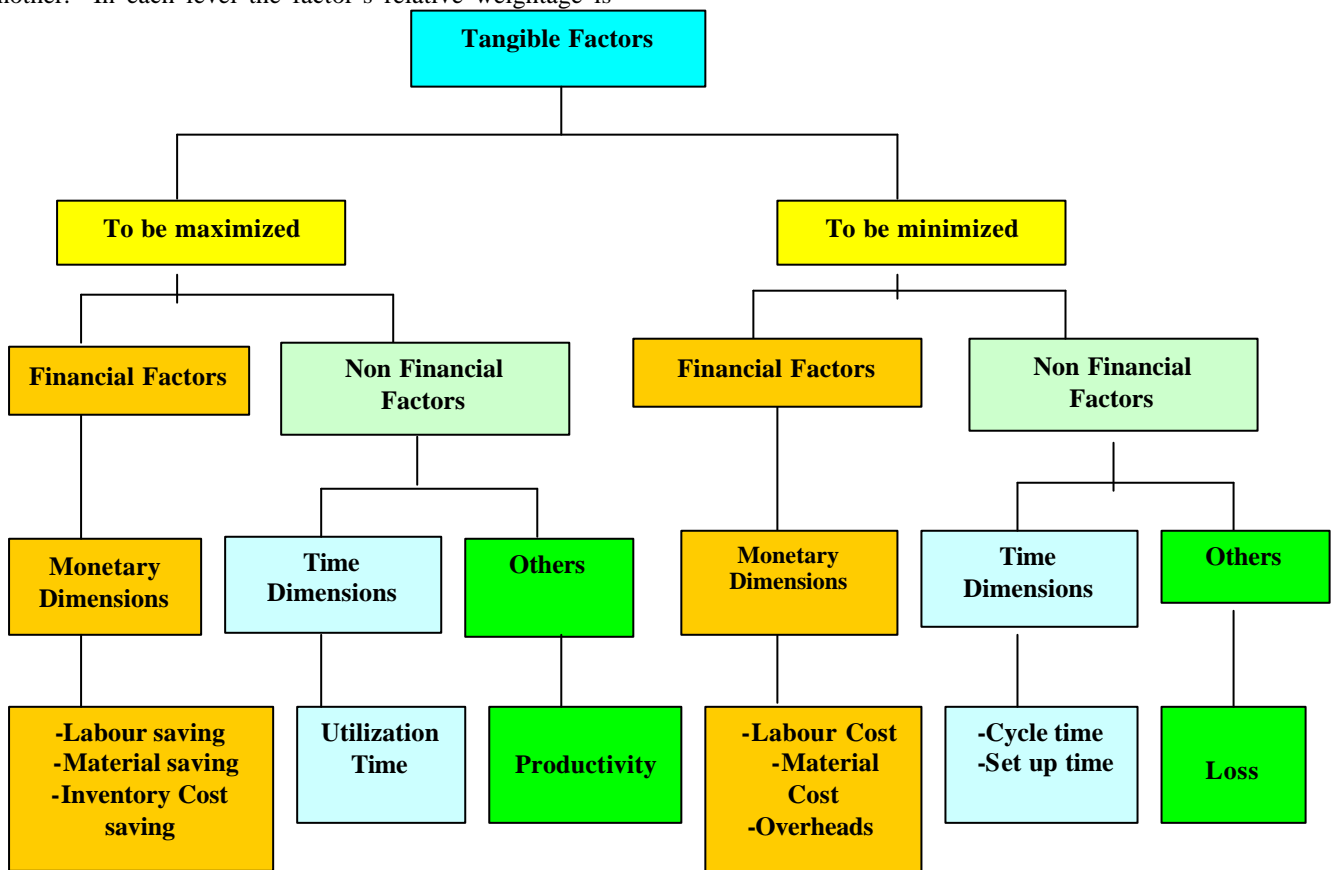 In each level the factor's relative weightage is
Tangible Factors
To be maximized
To be minimized
Financial Factors
Non Financial
Factors
Financial Factors
Non Financial
Factors
Monetary
Dimensions
Time
Dimensions
Others
Monetary
Dimensions
Time
Dimensions
Others
-Labour saving
-Material saving
-Inventory Cost
saving
Utilization
Time
Productivity
-Labour Cost
-Material
Cost
-Overheads
-Cycle time
-Set up time
Loss